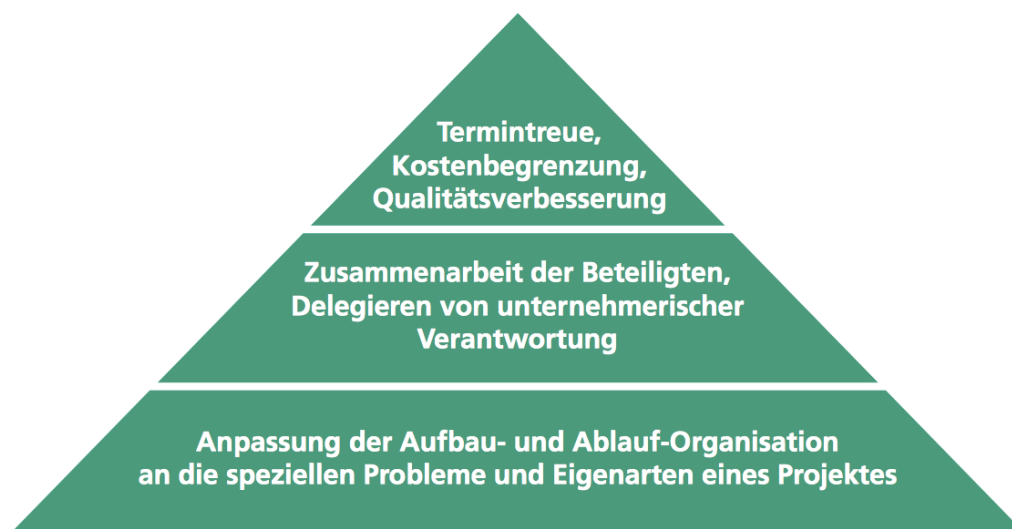 Termintreue,
Kostenbegrenzung,
Qualitätsverbesserung
Zusammenarbeit der Beteiligten,
Delegieren von unternehmerischer
Verantwortung
Anpassung der Aufbau- und Ablauf-Organisation
an die speziellen Probleme und Eigenarten eines Projektes